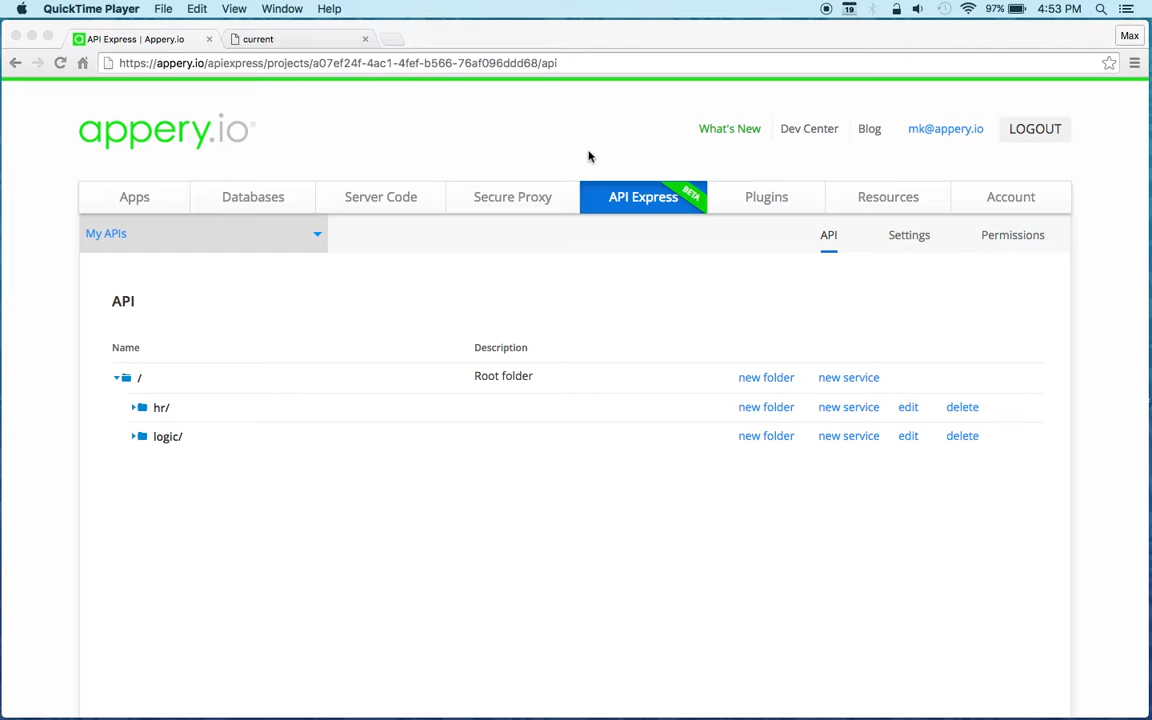 QuickTime Player File Edit View Window Help 19 97% 4:53 PM
API Express | Appery.io current Max
https://appery.io/apiexpress/projects/a07ef24f-4ac1-4fef-b566-76af096ddd68/api
appery.io What's New Dev Center Blog mk@appery.io LOGOUT
Apps Databases Server Code Secure Proxy API Express BETA Plugins Resources Account
My APIs API Settings Permissions
API
Name Description
/ Root folder new folder new service
hr/ new folder new service edit delete
logic/ new folder new service edit delete